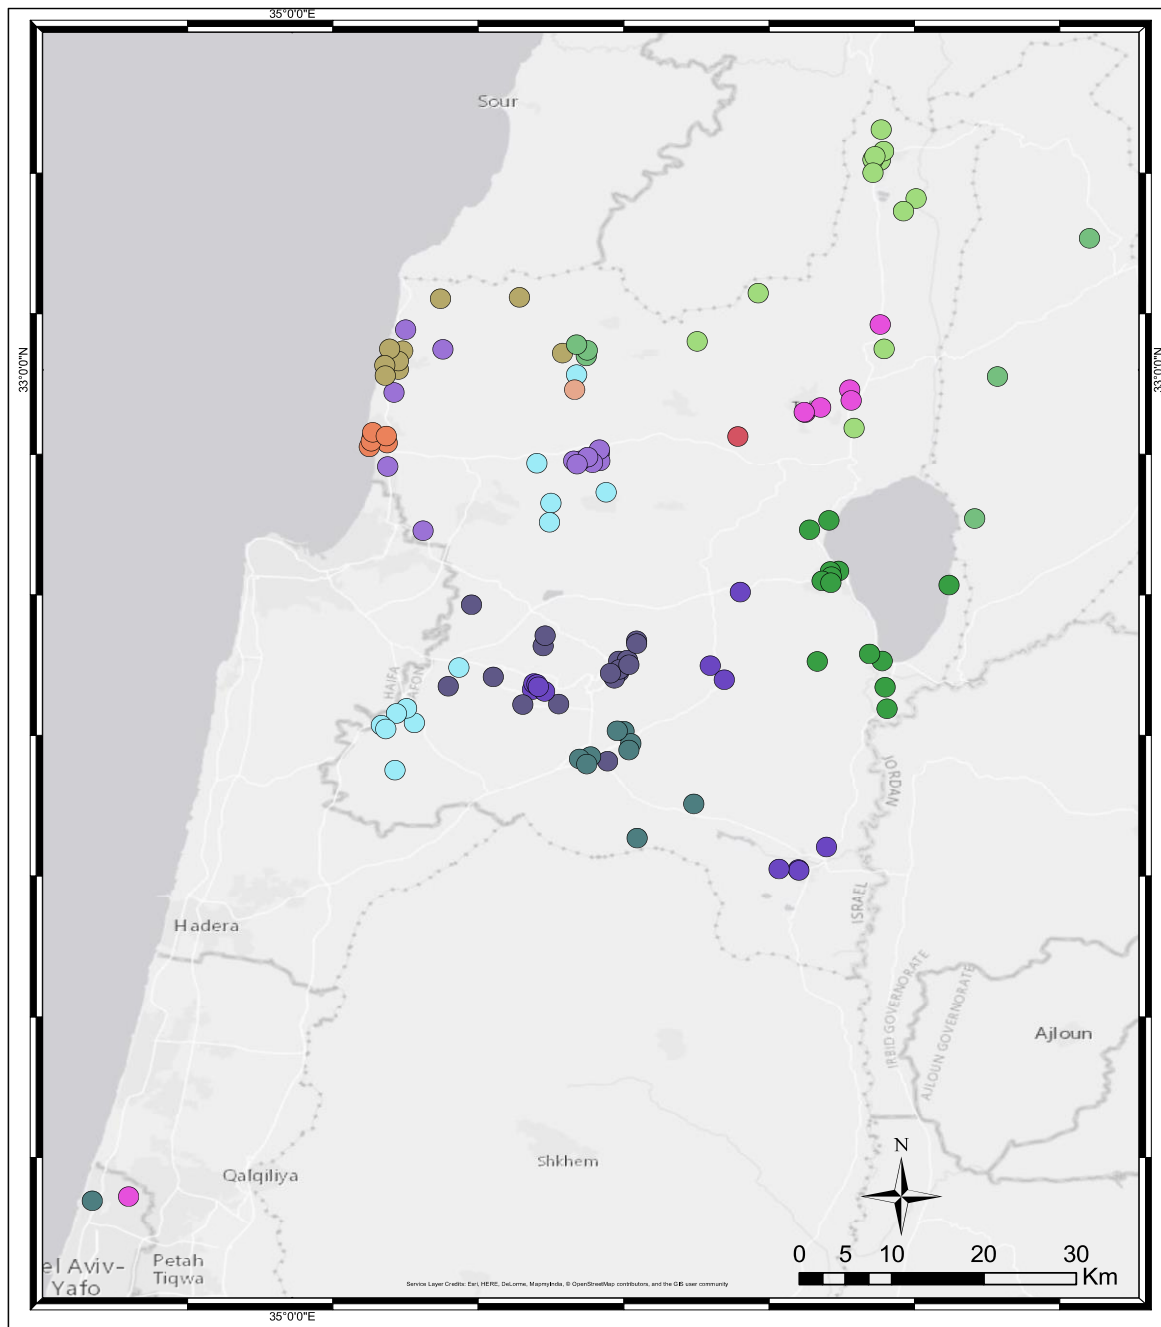 35°0'0"E
Sour
33°0'0"N
33°0'0"N
HAIFA
JORDAN
ISRAEL
Hadera
IRBID GOVERNORATE
AJLOUN GOVERNORATE
Ajloun
N
Shkhem
Qalqiliya
0 5 10 20 30
Km
el Aviv-
Yafo
Petah
Tiqwa
Service Layer Credits: Esri, HERE, DeLorme, MapmyIndia, © OpenStreetMap contributors, and the GIS user community
35°0'0"E